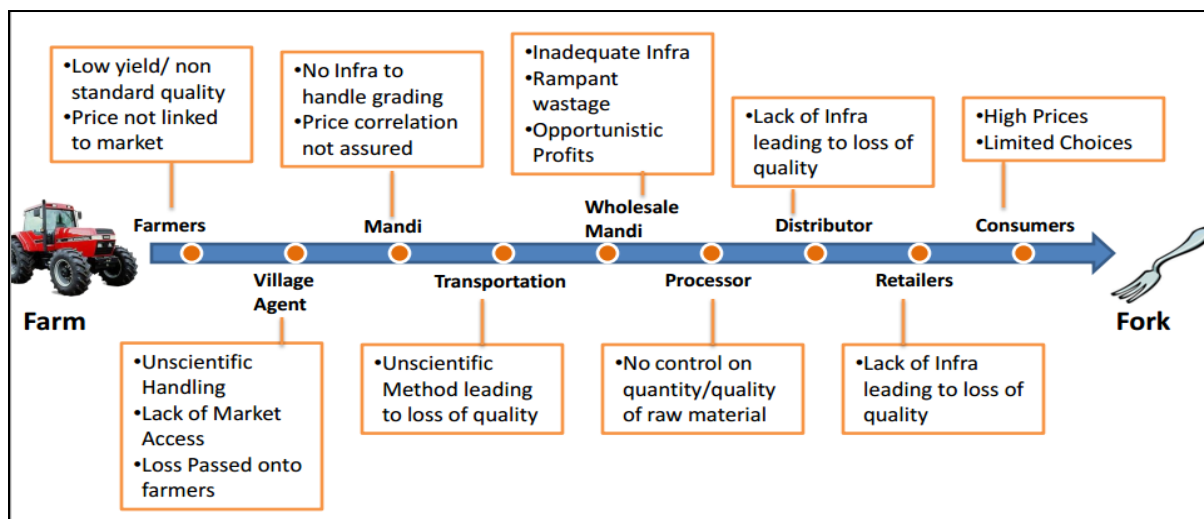 •Low yield/ non
standard quality
•Price not linked
to market
•No Infra to
handle grading
•Price correlation
not assured
•Inadequate Infra
•Rampant
wastage
•Opportunistic
Profits
•Lack of Infra
leading to loss of
quality
•High Prices
•Limited Choices
Farmers
Mandi
Wholesale
Mandi
Distributor
Consumers
Village
Agent
Transportation
Processor
Retailers
Farm
Fork
•Unscientific
Handling
•Lack of Market
Access
•Loss Passed onto
farmers
•Unscientific
Method leading
to loss of quality
•No control on
quantity/quality
of raw material
•Lack of Infra
leading to loss of
quality